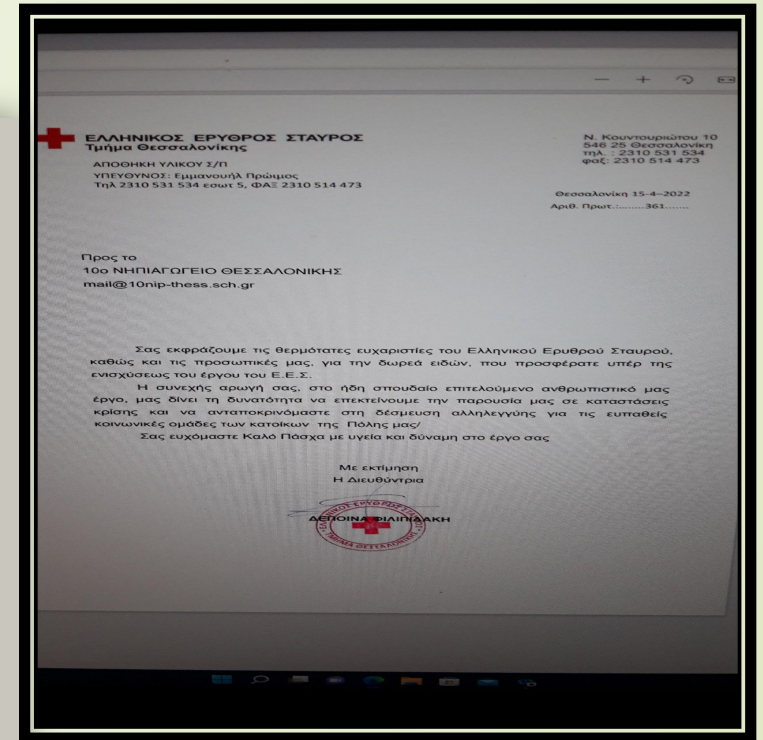 ΕΛΛΗΝΙΚΟΣ ΕΡΥΘΡΟΣ ΣΤΑΥΡΟΣ
Τμήμα Θεσσαλονίκης
ΑΠΟΘΗΚΗ ΥΛΙΚΟΥ Σ/Π
ΥΠΕΥΘΥΝΟΣ: Εμμανουήλ Πρώιμος
Τηλ 2310 531 534 εσωτ 5, ΦΑΞ 2310 514 473
Ν. Κουντουριώτου 10
546 25 Θεσσαλονίκη
τηλ. : 2310 531 534
φαξ: 2310 514 473
Θεσσαλονίκη 15-4–2022
Αριθ. Πρωτ.:........361.......
Προς το
10ο ΝΗΠΙΑΓΩΓΕΙΟ ΘΕΣΣΑΛΟΝΙΚΗΣ
mail@10nip-thess.sch.gr
Σας εκφράζουμε τις θερμότατες ευχαριστίες του Ελληνικού Ερυθρού Σταυρού,
καθώς και τις προσωπικές μας, για την δωρεά ειδών, που προσφέρατε υπέρ της
ενισχύσεως του έργου του Ε.Ε.Σ.
Η συνεχής αρωγή σας, στο ήδη σπουδαίο επιτελούμενο ανθρωπιστικό μας
έργο, μας δίνει τη δυνατότητα να επεκτείνουμε την παρουσία μας σε καταστάσεις
κρίσης και να ανταποκρινόμαστε στη δέσμευση αλληλεγγύης για τις ευπαθείς
κοινωνικές ομάδες των κατοίκων της Πόλης μας/
Σας ευχόμαστε Καλό Πάσχα με υγεία και δύναμη στο έργο σας
Με εκτίμηση
Η Διευθύντρια
ΔΕΠΟΙΝΑ ΦΙΛΙΠΙΔΑΚΗ